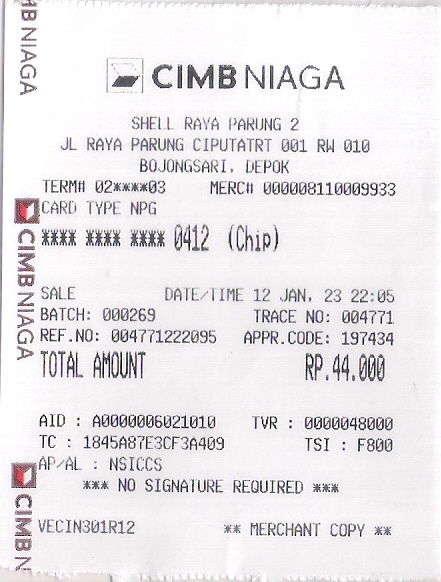 CIMB NIAGA
SHELL RAYA PARUNG 2
JL RAYA PARUNG CIPUTATRT 001 RW 010
BOJONGSARI, DEPOK
TERM# 02****03 MERC# 000008110009933
CARD TYPE NPG
**** **** **** 0412 (Chip)
SALE DATE/TIME 12 JAN, 23 22:05
BATCH: 000269 TRACE NO: 004771
REF.NO: 004771222095 APPR.CODE: 197434
TOTAL AMOUNT RP.44.000
AID : A0000006021010 TVR : 0000048000
TC : 1845A87E3CF3A409 TSI : F800
AP/AL : NSICCS
*** NO SIGNATURE REQUIRED ***
VECIN301R12 ** MERCHANT COPY **
MB NIAGA
CIMB NIAGA
CIMB N